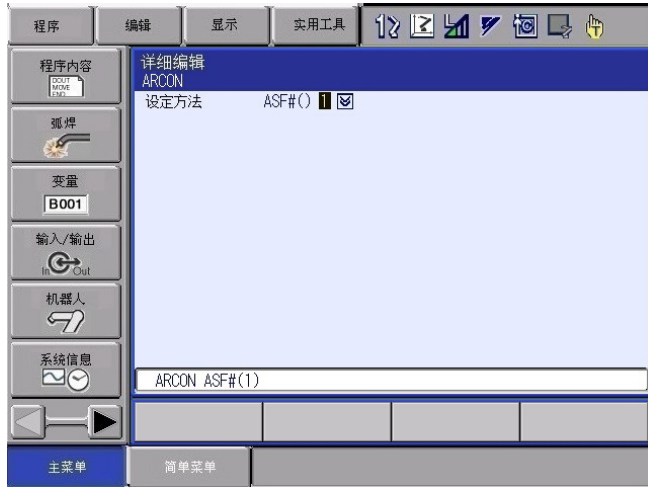 程序
编辑
显示
实用工具
程序内容
DOUT
MOVE
END
弧焊
变量
B001
输入/输出
In Out
机器人
系统信息
详细编辑
ARCON
设定方法 ASF#() 1
ARCON ASF#(1)
主菜单
简单菜单